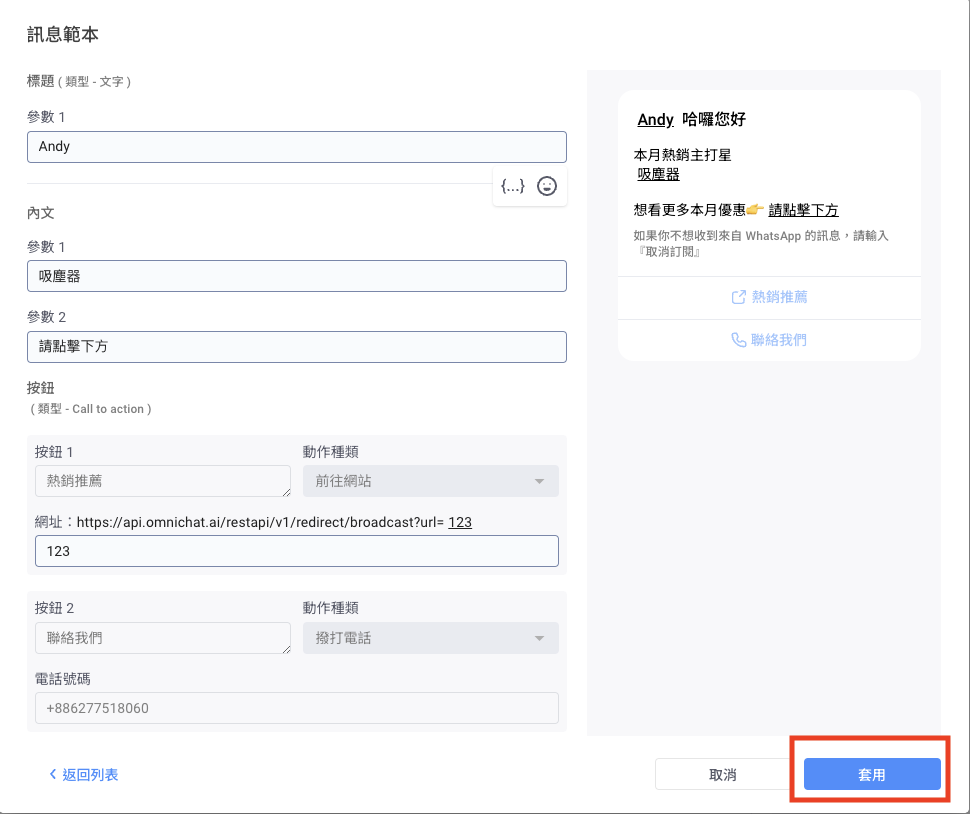 訊息範本
標題 ( 類型 - 文字 )
參數 1
Andy
{...}
內文
參數 1
吸塵器
參數 2
請點擊下方
按鈕
( 類型 - Call to action )
按鈕 1
動作種類
熱銷推薦
前往網站
網址：https://api.omnichat.ai/restapi/v1/redirect/broadcast?url= 123
123
按鈕 2
動作種類
聯絡我們
撥打電話
電話號碼
+886277518060
Andy 哈囉您好
本月熱銷主打星
吸塵器
想看更多本月優惠👉 請點擊下方
如果你不想收到來自 WhatsApp 的訊息，請輸入
『取消訂閱』
熱銷推薦
聯絡我們
返回列表
取消
套用